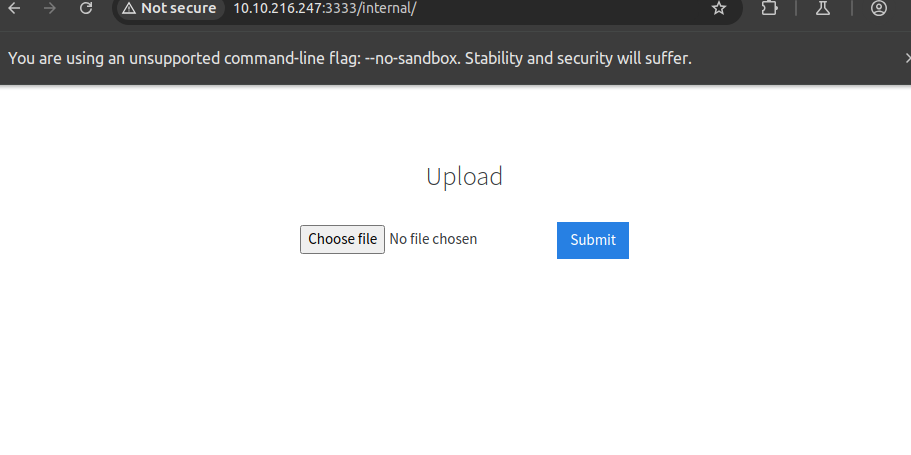 Not secure 10.10.216.247:3333/internal/
You are using an unsupported command-line flag: --no-sandbox. Stability and security will suffer.
Upload
Choose file No file chosen Submit